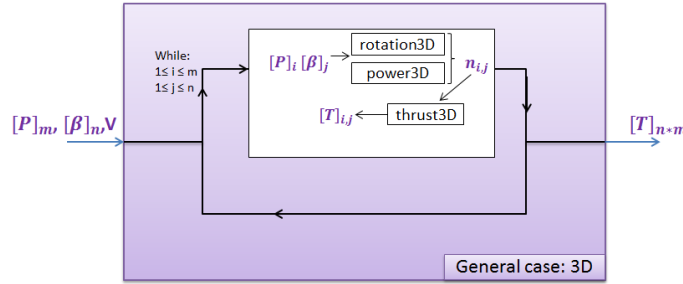 While:
1≤ i ≤ m
1≤ j ≤ n
[P]i [β]j
rotation3D
power3D
ni,j
[T]i,j
thrust3D
[P]m, [β]n,V
[T]n*m
General case: 3D